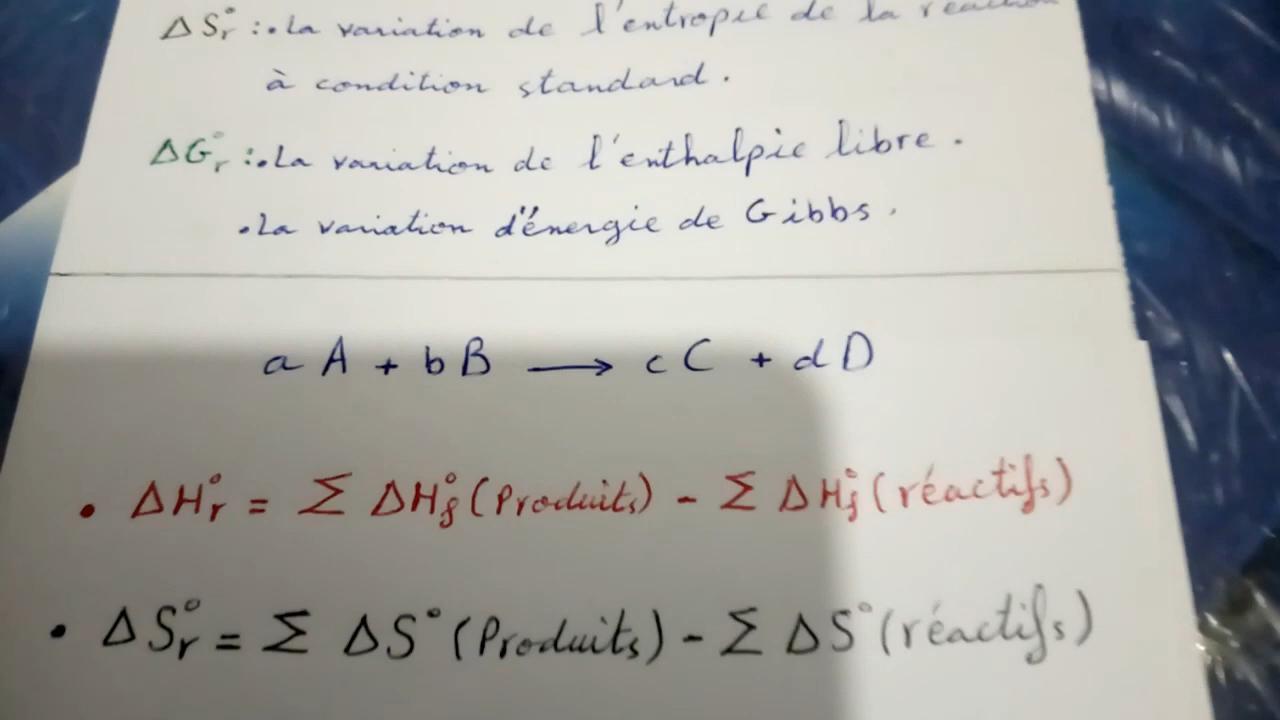 ΔS°r :• La variation de l'entropie de la réaction
à condition standard.
ΔG°r :• La variation de l'enthalpie libre.
• La variation d'énergie de Gibbs.
a A + b B → c C + d D
• ΔH°r = Σ ΔH°f (Produits) - Σ ΔH°f (réactifs)
• ΔS°r = Σ ΔS° (Produits) - Σ ΔS° (réactifs)